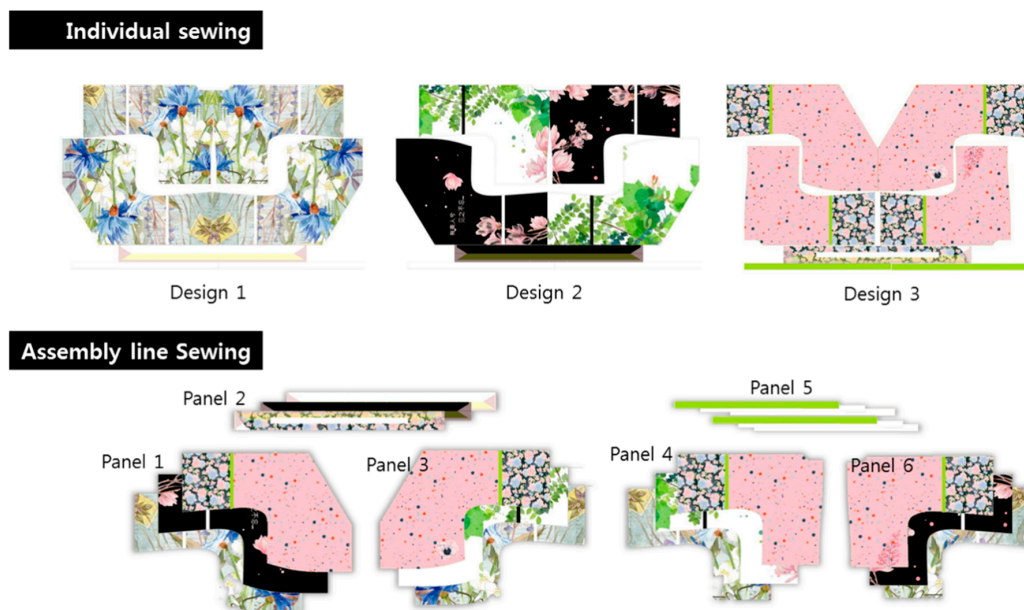 Individual sewing
Design 1
Design 2
Design 3
Assembly line Sewing
Panel 2
Panel 5
Panel 1
Panel 3
Panel 4
Panel 6